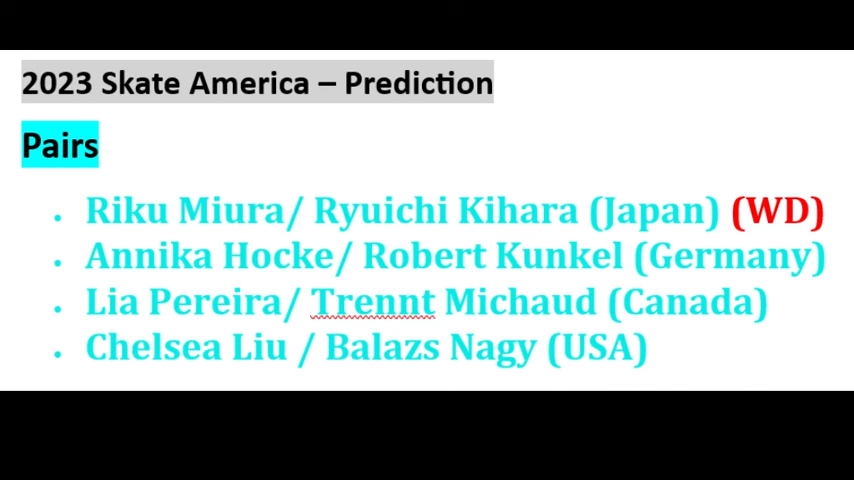 2023 Skate America – Prediction
Pairs
• Riku Miura/ Ryuichi Kihara (Japan) (WD)
• Annika Hocke/ Robert Kunkel (Germany)
• Lia Pereira/ Trennt Michaud (Canada)
• Chelsea Liu / Balazs Nagy (USA)